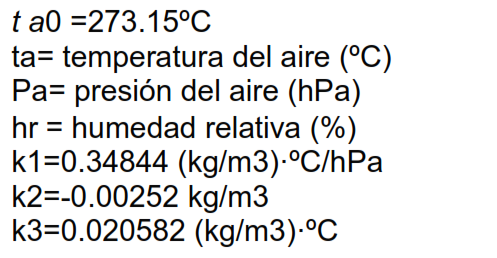 t a0 =273.15ºC
ta= temperatura del aire (ºC)
Pa= presión del aire (hPa)
hr = humedad relativa (%)
k1=0.34844 (kg/m3)·ºC/hPa
k2=-0.00252 kg/m3
k3=0.020582 (kg/m3)·ºC